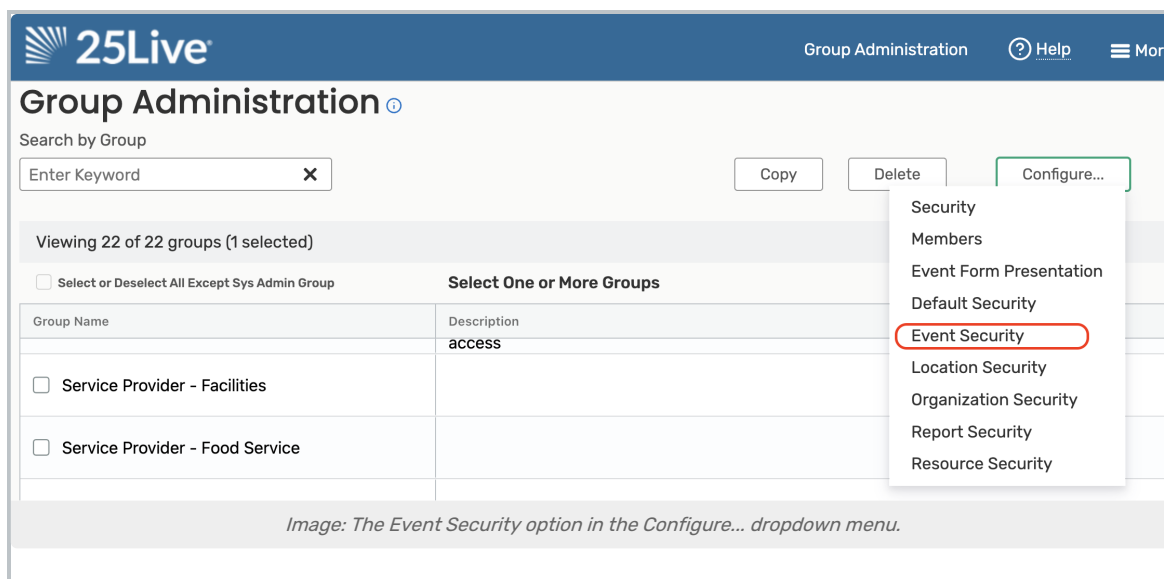 25Live
Group Administration
Help
Mor
Group Administration
Search by Group
Enter Keyword
Copy
Delete
Configure...
Security
Members
Event Form Presentation
Default Security
Event Security
Location Security
Organization Security
Report Security
Resource Security
Viewing 22 of 22 groups (1 selected)
Select or Deselect All Except Sys Admin Group
Select One or More Groups
Group Name
Description
access
Service Provider - Facilities
Service Provider - Food Service
Image: The Event Security option in the Configure... dropdown menu.